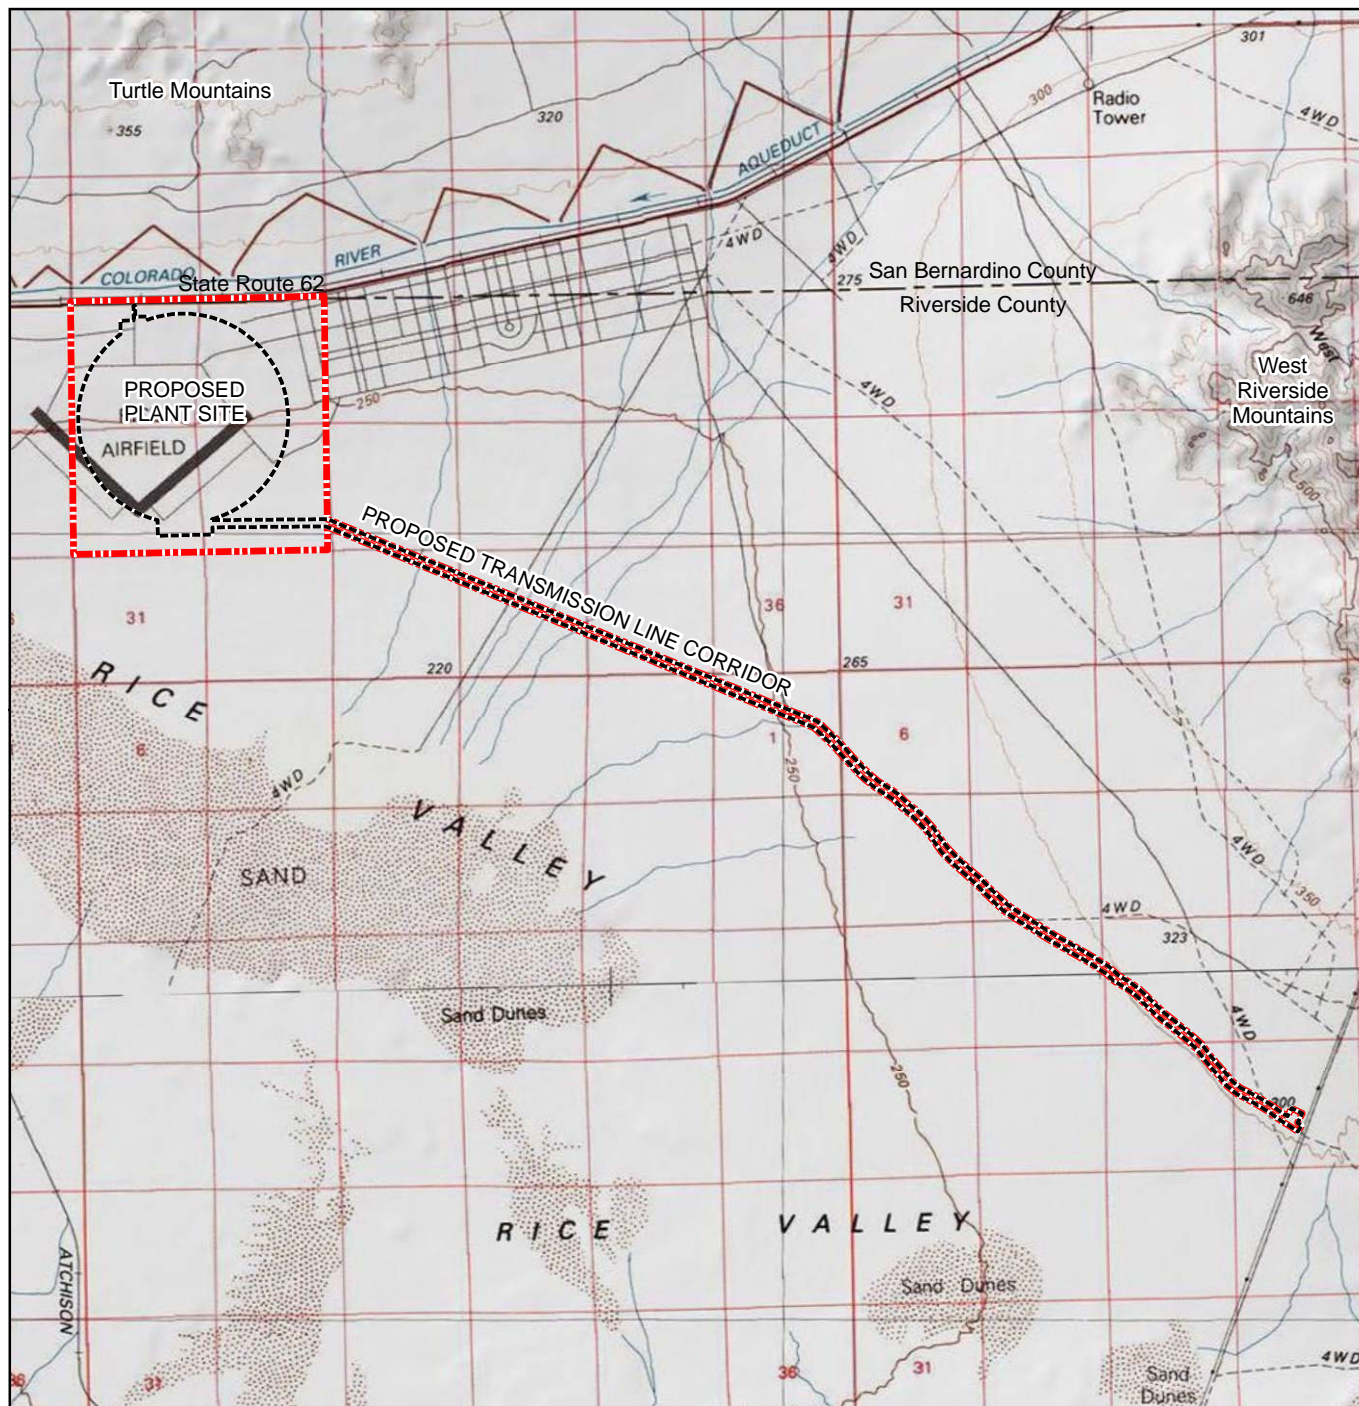 301
Turtle Mountains
+355
320
300
Radio
Tower
4WD
AQUEDUCT
RIVER
COLORADO
State Route 62
4WD
4WD
275
San Bernardino County
Riverside County
646
West
West
Riverside
Mountains
PROPOSED
PLANT SITE
250
4WD
AIRFIELD
500
PROPOSED TRANSMISSION LINE CORRIDOR
31
36
31
220
265
RICE
6
1
6
250
4WD
VALLEY
SAND
4WD
350
4WD
323
Sand Dunes
4WD
250
300
RICE VALLEY
ATCHISON
Sand Dunes
36
31
36
31
4WD
Sand
Dunes